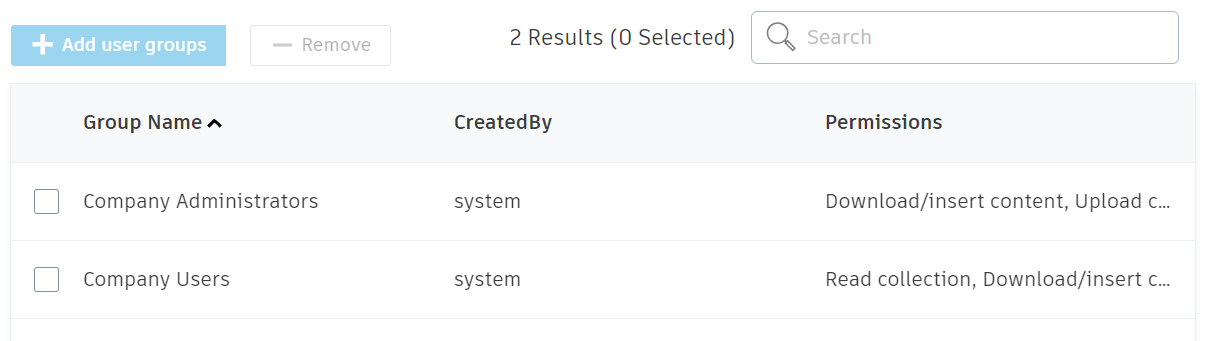 Add user groups
Remove
2 Results (0 Selected)
Search
Group Name CreatedBy Permissions
Company Administrators system Download/insert content, Upload c...
Company Users system Read collection, Download/insert c...